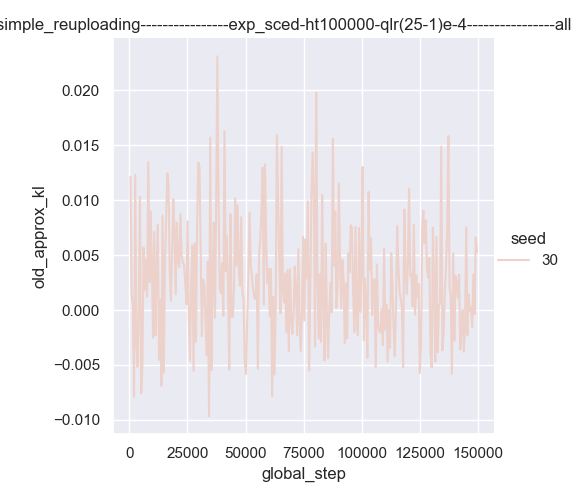 simple_reuploading---------------exp_sced-ht100000-qlr(25-1)e-4---------------all
0.020
0.015
0.010
0.005
0.000
−0.005
−0.010
old_approx_kl
0 25000 50000 75000 100000 125000 150000
global_step
seed
30